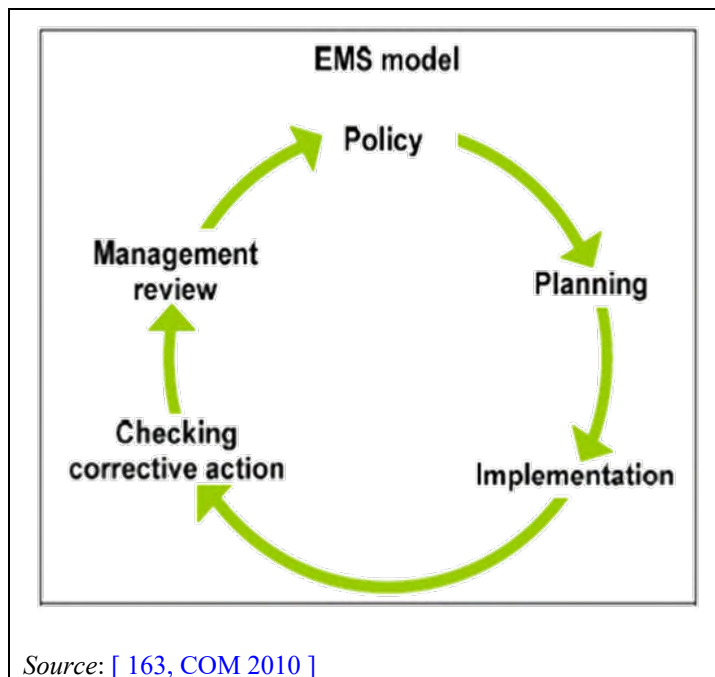 EMS model
Policy
Planning
Implementation
Checking
corrective action
Management
review
Source: [ 163, COM 2010 ]